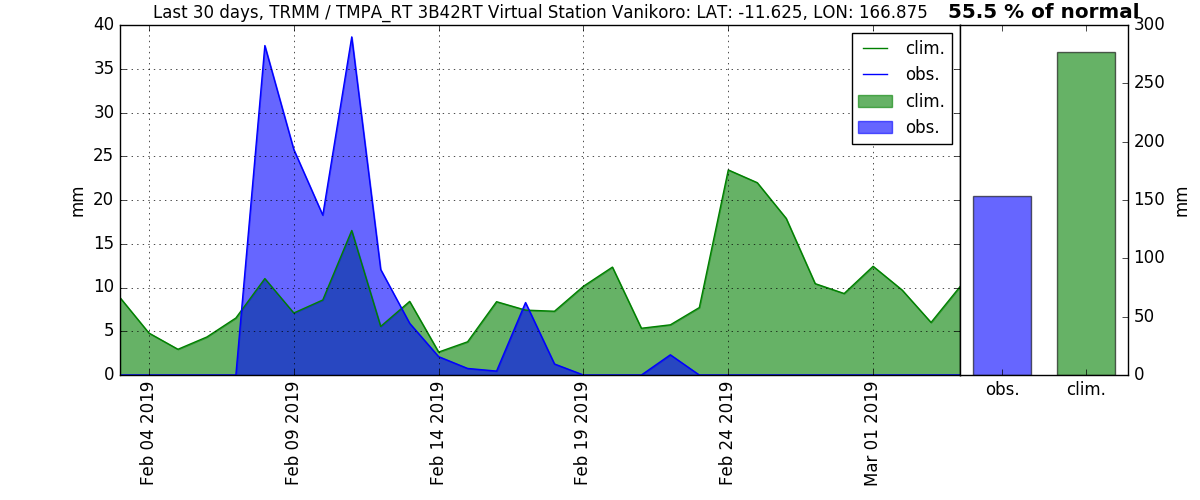 Last 30 days, TRMM / TMPA_RT 3B42RT Virtual Station Vanikoro: LAT: -11.625, LON: 166.875
55.5 % of normal
mm
40
35
30
25
20
15
10
5
0
clim.
obs.
clim.
obs.
Feb 04 2019
Feb 09 2019
Feb 14 2019
Feb 19 2019
Feb 24 2019
Mar 01 2019
300
250
200
150
100
50
0
mm
obs.
clim.